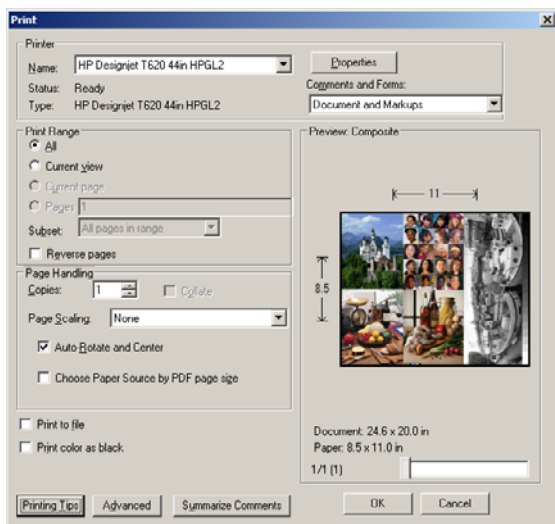 Print
Printer
Name: HP Designjet T620 44in HPGL2
Properties
Status: Ready
Comments and Forms:
Type: HP Designjet T620 44in HPGL2
Document and Markups
Print Range
All
Current view
Current page
Pages 1
Subset: All pages in range
Reverse pages
Page Handling
Copies: 1 Collate
Page Scaling: None
Auto-Rotate and Center
Choose Paper Source by PDF page size
Print to file
Print color as black
Preview: Composite
11
8.5
Document: 24.6 x 20.0 in
Paper: 8.5 x 11.0 in
1/1 (1)
Printing Tips Advanced Summarize Comments OK Cancel